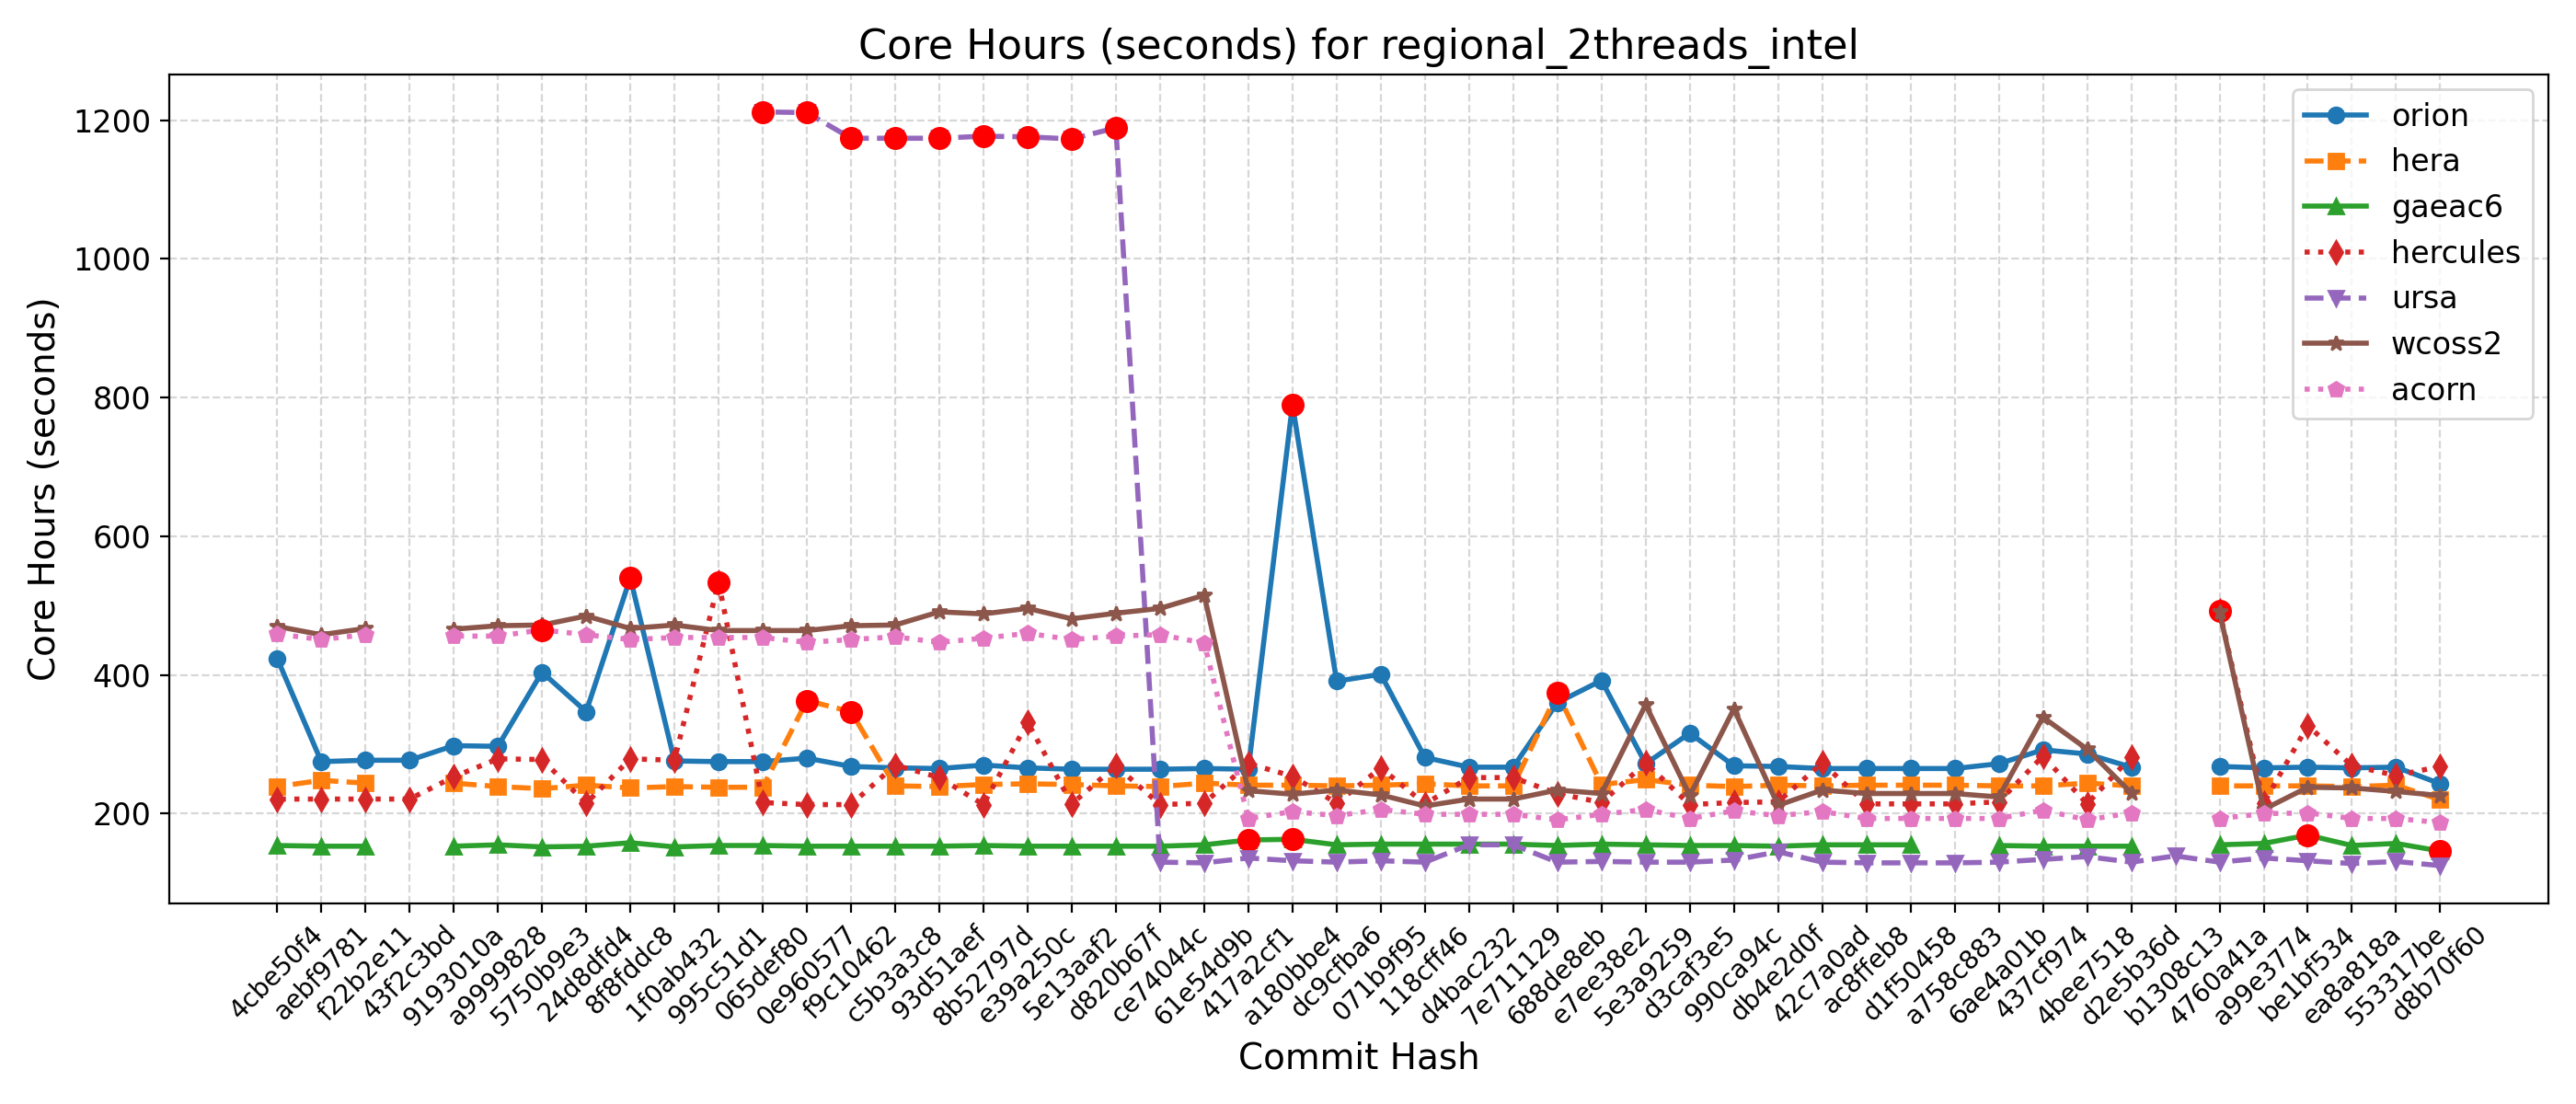 Core Hours (seconds) for regional_2threads_intel
Core Hours (seconds)
1200
1000
800
600
400
200
orion
hera
gaeac6
hercules
ursa
wcoss2
acorn
4cbe50f4
aebf9781
f22b2e11
43f2c3bd
9193010a
a9999828
5750b9e3
24d8dfd4
8f8fddc8
1f0ab432
995c51d1
065def80
0e960577
f9c10462
c5b3a3c8
93d51aef
8b52797d
e39a250c
5e13aaf2
d820b67f
ce74044c
61e54d9b
417a2cf1
a180bbe4
dc9cfba6
071b9f95
118cff46
d4bac232
7e711129
688de8eb
e7ee38e2
5e3a9259
d3caf3e5
990ca94c
db4e2d0f
42c7a0ad
ac8ffeb8
d1f50458
a758c883
6ae4a01b
437cf974
4bee7518
d2e5b36d
b1308c13
4760a41a
a99e3774
be1bf534
ea8a818a
553317be
d8b70f60
Commit Hash